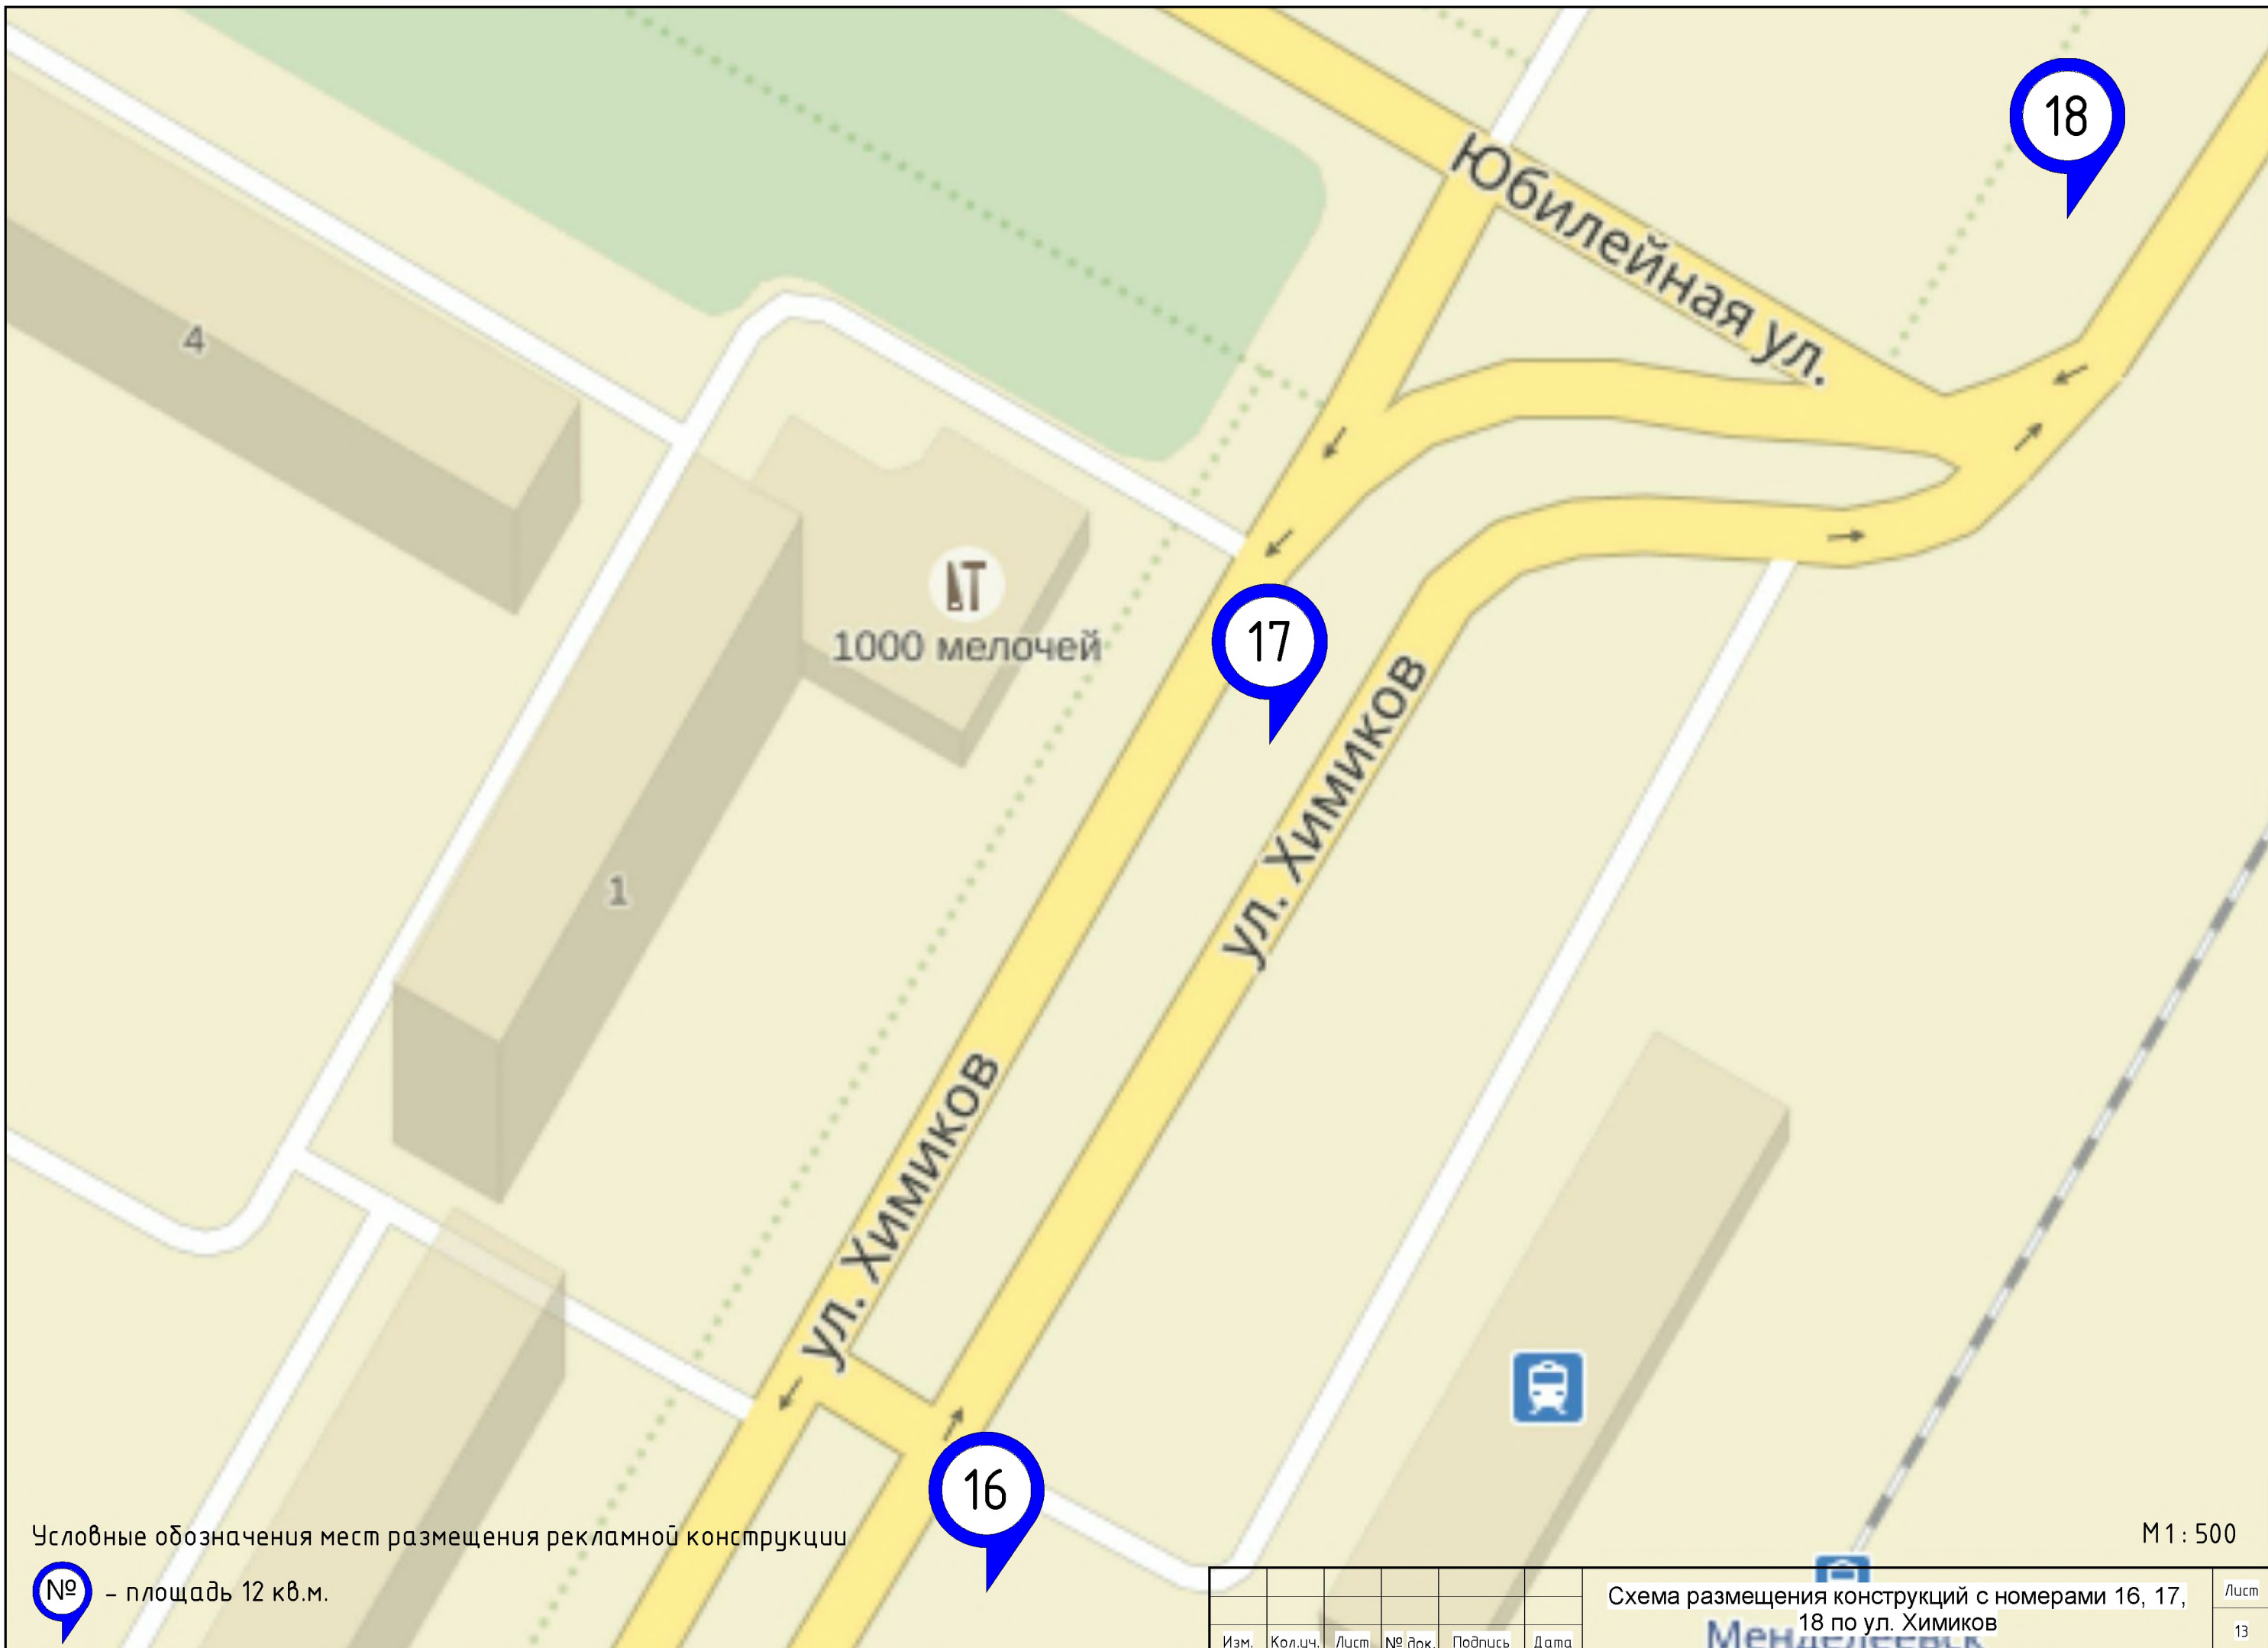 18
Юбилейная ул.
4
17
1000 мелочей
ул. Химиков
1
ул. Химиков
16
Условные обозначения мест размещения рекламной конструкции
№ – площадь 12 кв.м.
М 1 : 500
Схема размещения конструкций с номерами 16, 17,
18 по ул. Химиков
Менделеевск
Лист
13
Изм. Кол.уч. Лист № док. Подпись Дата